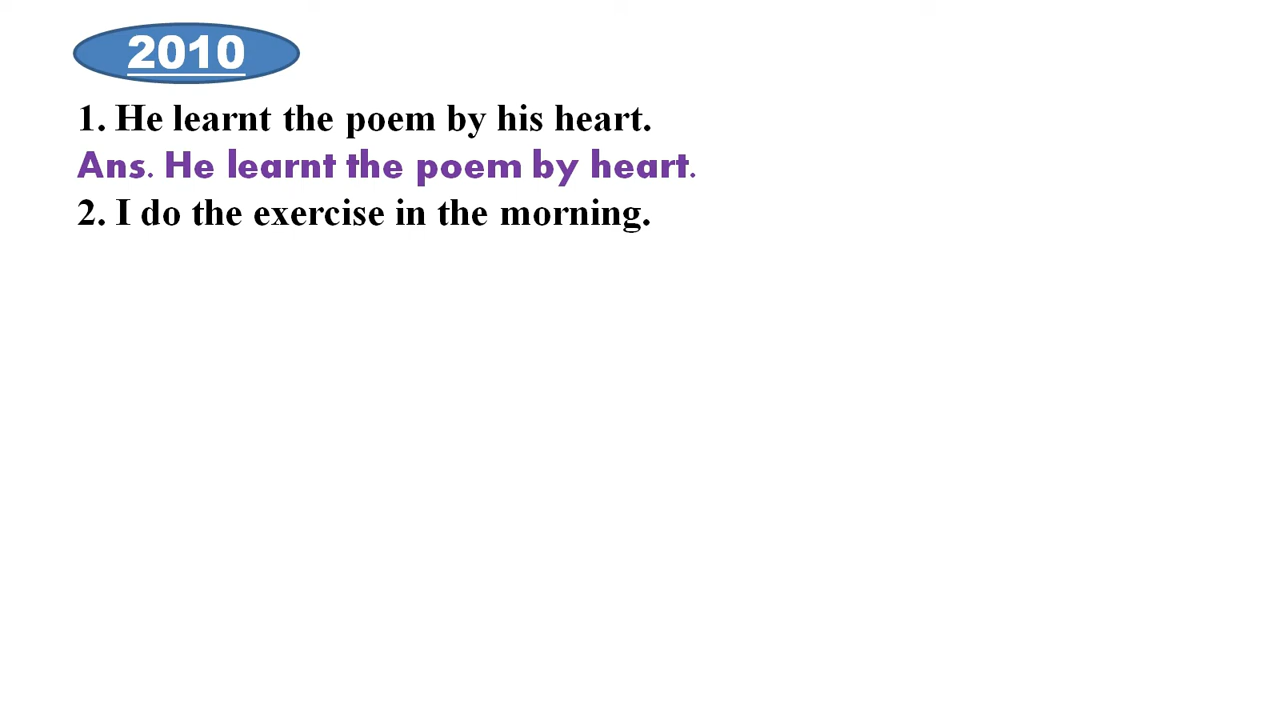 2010
1. He learnt the poem by his heart.
Ans. He learnt the poem by heart.
2. I do the exercise in the morning.